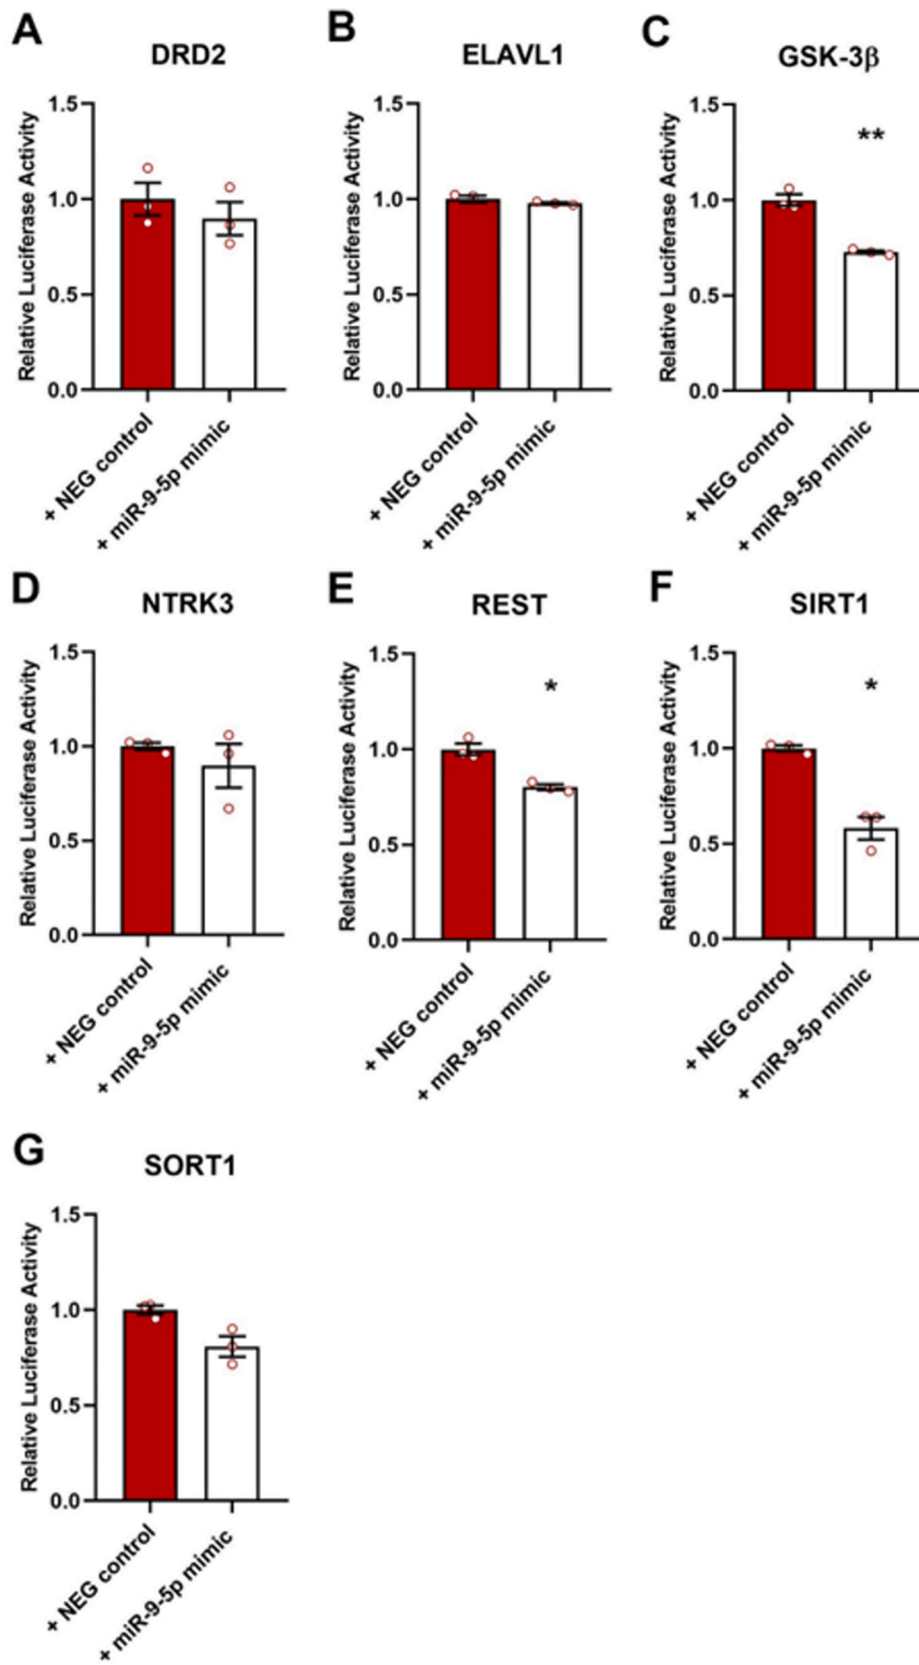 A
DRD2
Relative Luciferase Activity
1.5
1.0
0.5
0.0
+ NEG control
+ miR-9-5p mimic
B
ELAVL1
Relative Luciferase Activity
1.5
1.0
0.5
0.0
+ NEG control
+ miR-9-5p mimic
C
GSK-3β
Relative Luciferase Activity
1.5
1.0
0.5
0.0
**
+ NEG control
+ miR-9-5p mimic
D
NTRK3
Relative Luciferase Activity
1.5
1.0
0.5
0.0
+ NEG control
+ miR-9-5p mimic
E
REST
Relative Luciferase Activity
1.5
1.0
0.5
0.0
*
+ NEG control
+ miR-9-5p mimic
F
SIRT1
Relative Luciferase Activity
1.5
1.0
0.5
0.0
*
+ NEG control
+ miR-9-5p mimic
G
SORT1
Relative Luciferase Activity
1.5
1.0
0.5
0.0
+ NEG control
+ miR-9-5p mimic